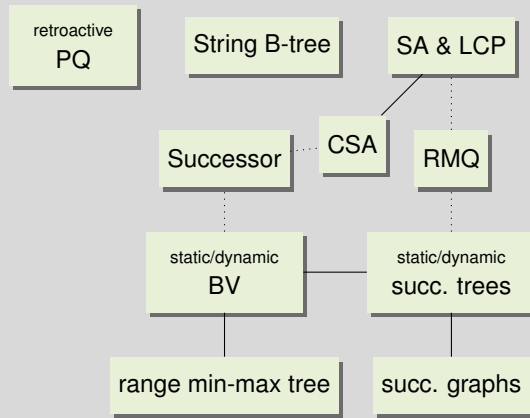 retroactive
PQ
String B-tree
SA & LCP
Successor
CSA
RMQ
static/dynamic
BV
static/dynamic
succ. trees
range min-max tree
succ. graphs